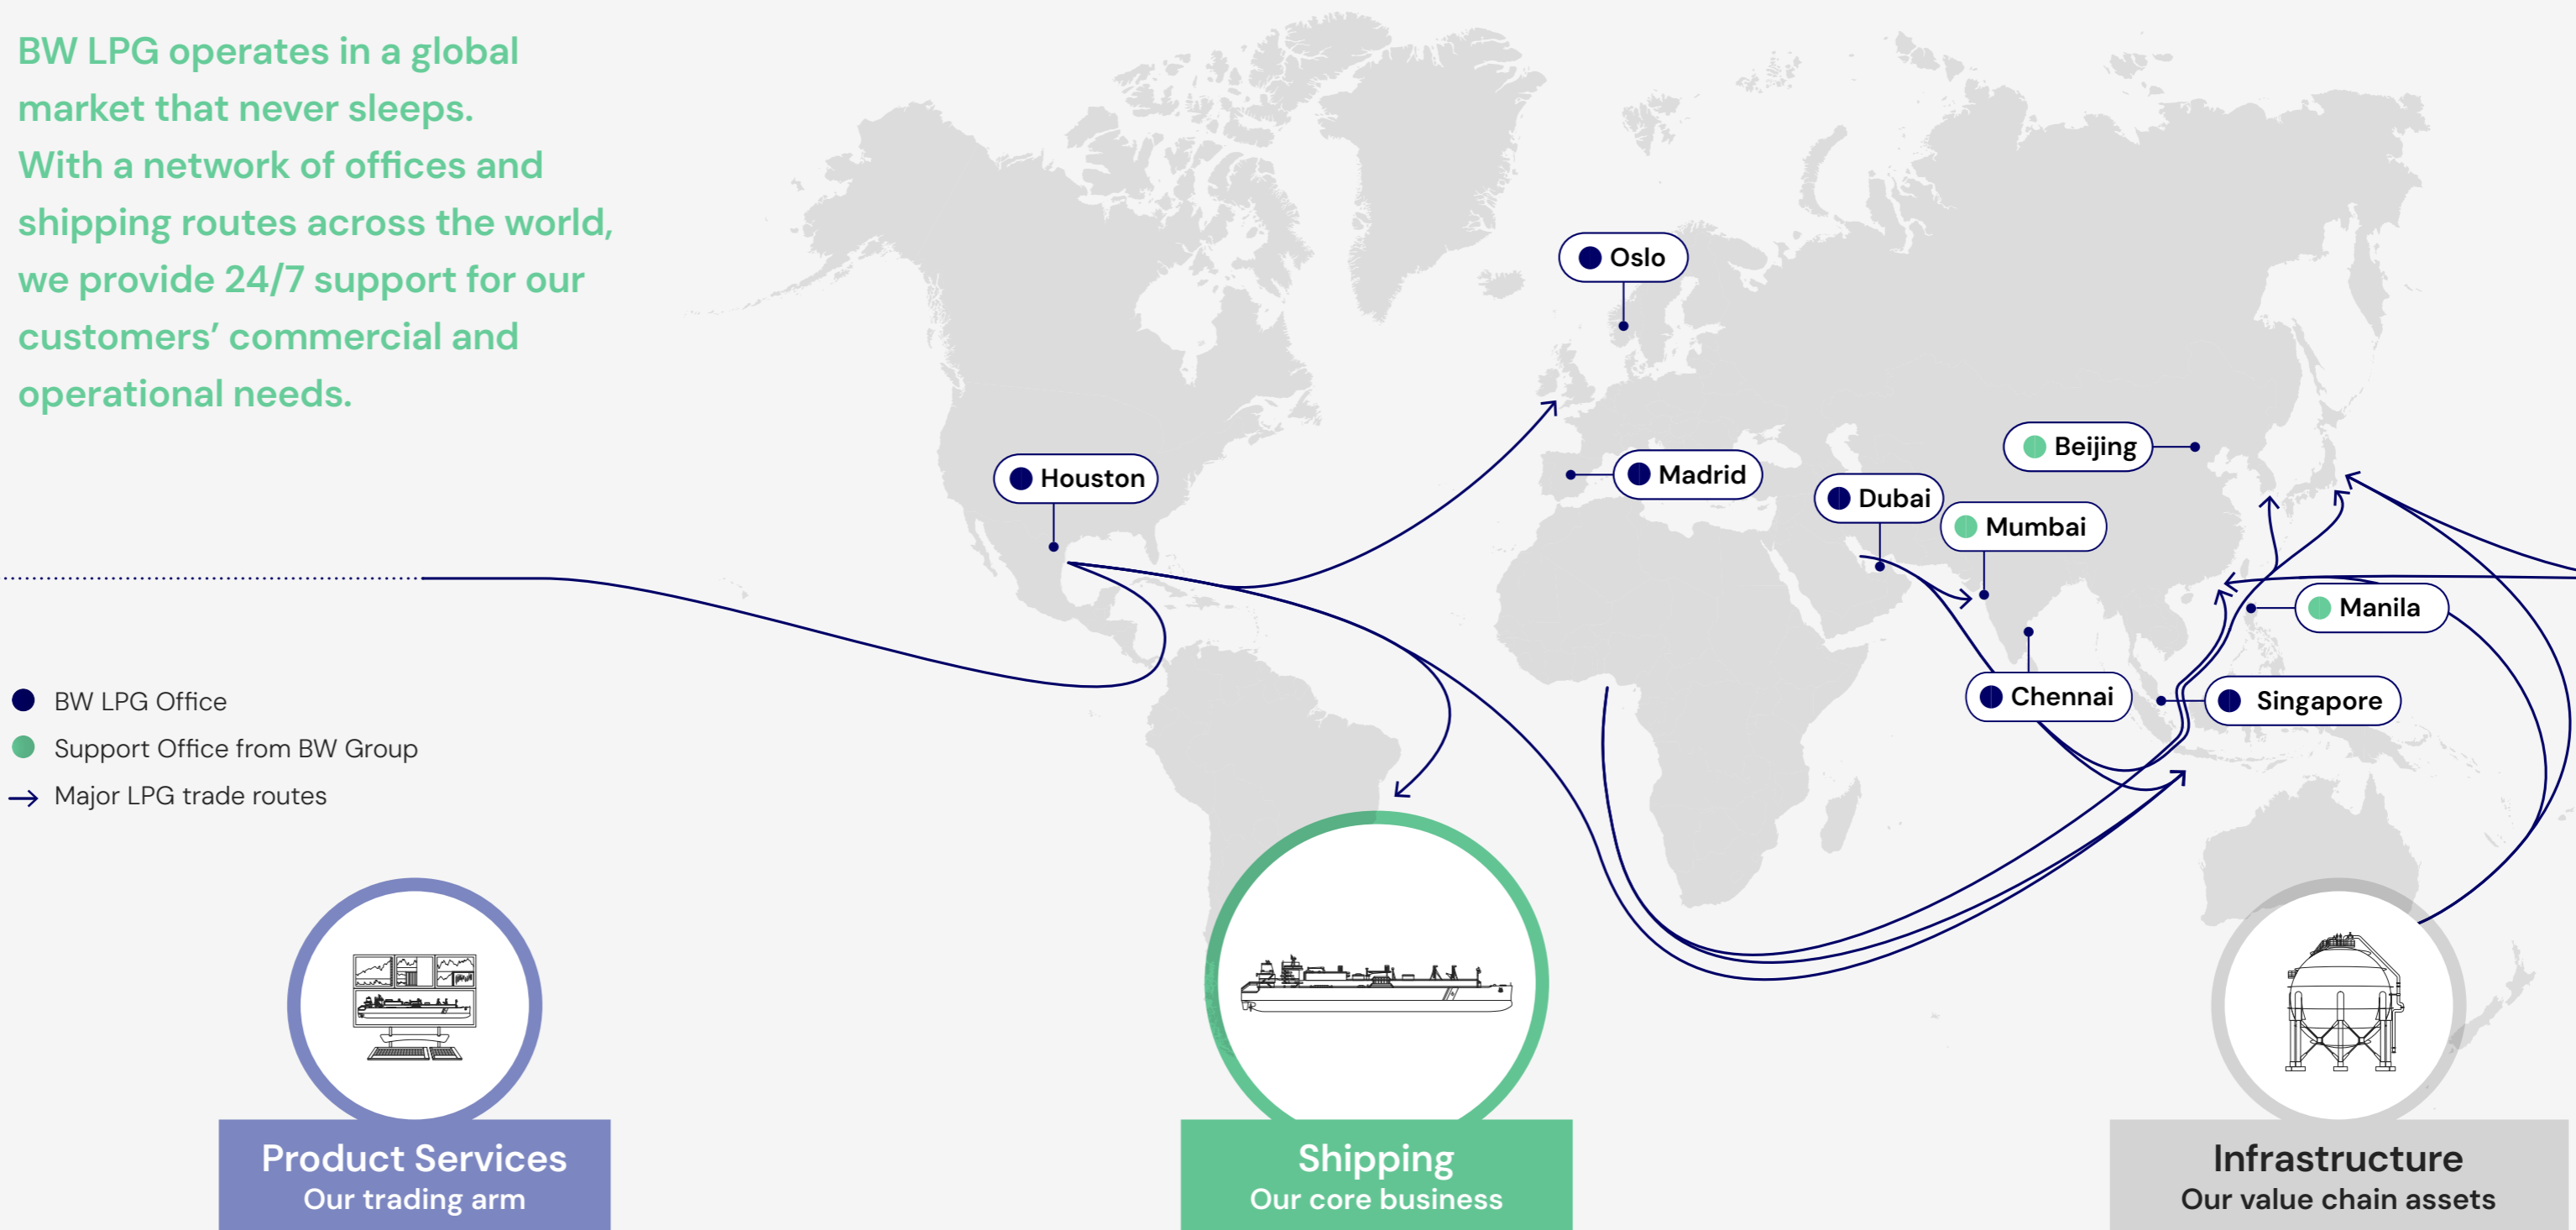 BW LPG operates in a global
market that never sleeps.
With a network of offices and
shipping routes across the world,
we provide 24/7 support for our
customers’ commercial and
operational needs.
Oslo
Houston
Madrid
Beijing
Dubai
Mumbai
Manila
Chennai
Singapore
BW LPG Office
Support Office from BW Group
Major LPG trade routes
Product Services
Our trading arm
Shipping
Our core business
Infrastructure
Our value chain assets